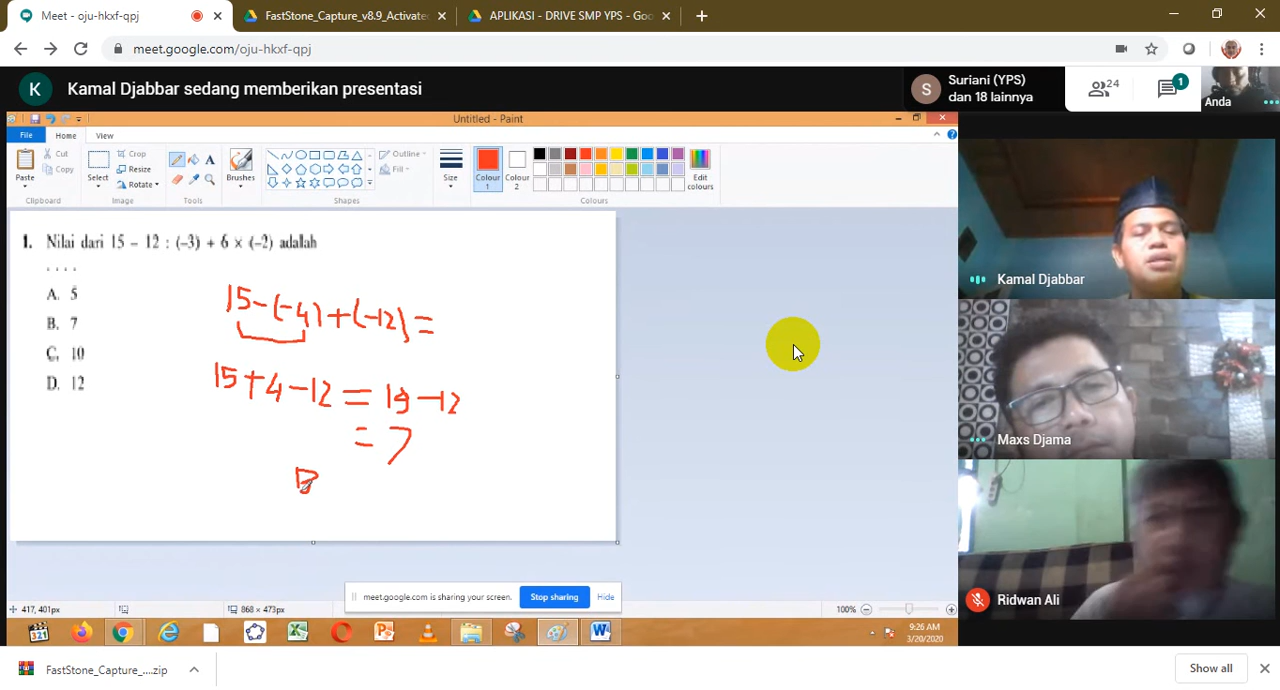 Meet - oju-hkxf-qpj
FastStone_Capture_v8.9_Activate
APLIKASI - DRIVE SMP YPS - Goo
meet.google.com/oju-hkxf-qpj
K Kamal Djabbar sedang memberikan presentasi
S Suriani (YPS)
dan 18 lainnya
24
1
Anda
Untitled - Paint
File Home View
Paste
Cut
Copy
Clipboard
Select
Crop
Resize
Rotate
Image
A
Tools
Brushes
Shapes
Outline
Fill
Size
Colour
1
Colour
2
Edit
colours
Colours
1. Nilai dari 15 – 12 : (–3) + 6 × (–2) adalah
. . . .
A. 5
B. 7
C. 10
D. 12
15-(-4)+(-12)=
15+4-12 = 19-12
= 7
B
Kamal Djabbar
Maxs Djama
Ridwan Ali
meet.google.com is sharing your screen. Stop sharing Hide
417, 401px
868 × 473px
100%
321
9:26 AM
3/20/2020
FastStone_Capture_....zip
Show all